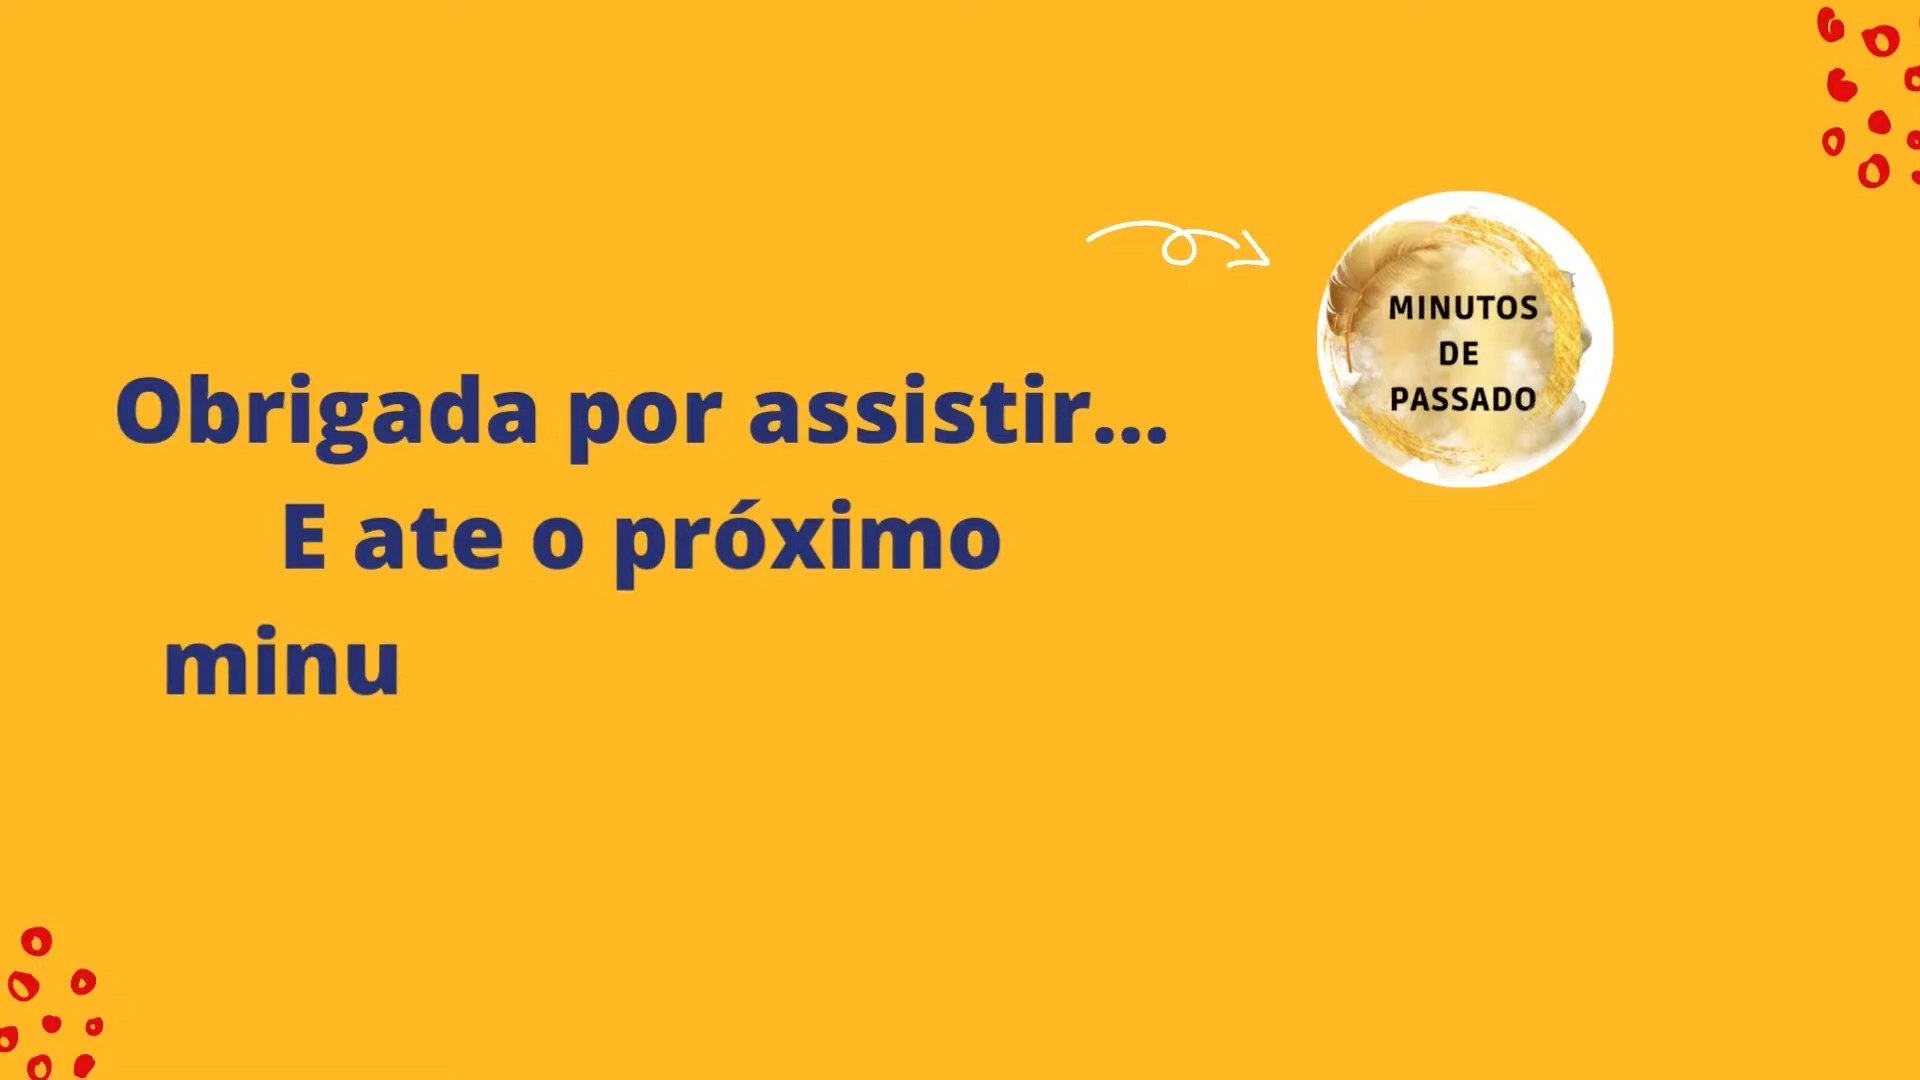 Obrigada por assistir...
E ate o próximo
minu
MINUTOS
DE
PASSADO